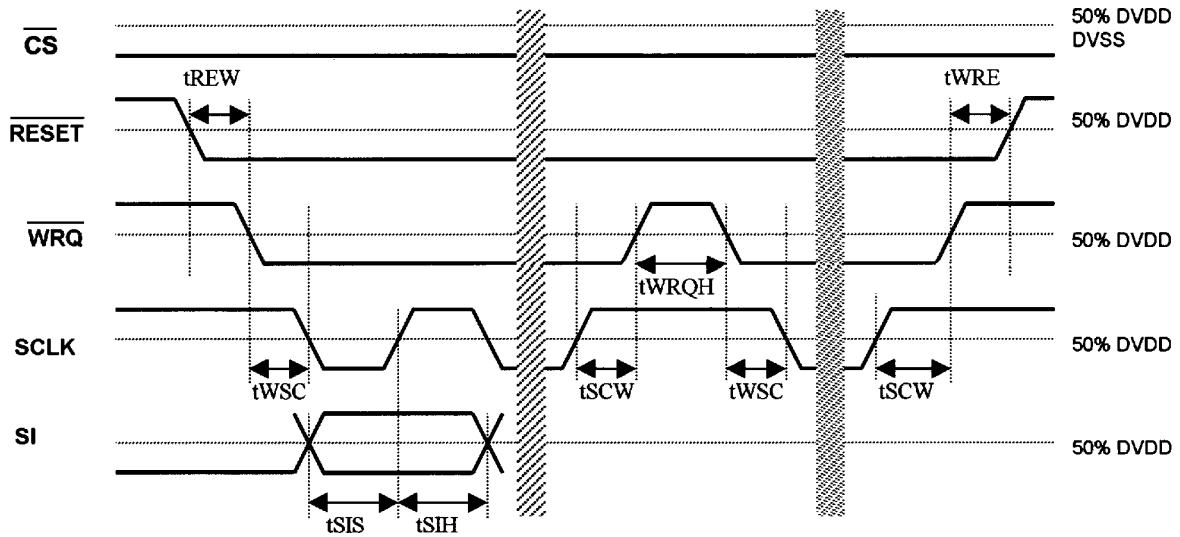 50% DVDD
CS
DVSS
tREW
tWRE
RESET
50% DVDD
WRQ
50% DVDD
tWRQH
SCLK
50% DVDD
tWSC
tSCW
tWSC
tSCW
SI
50% DVDD
tSIS
tSIH